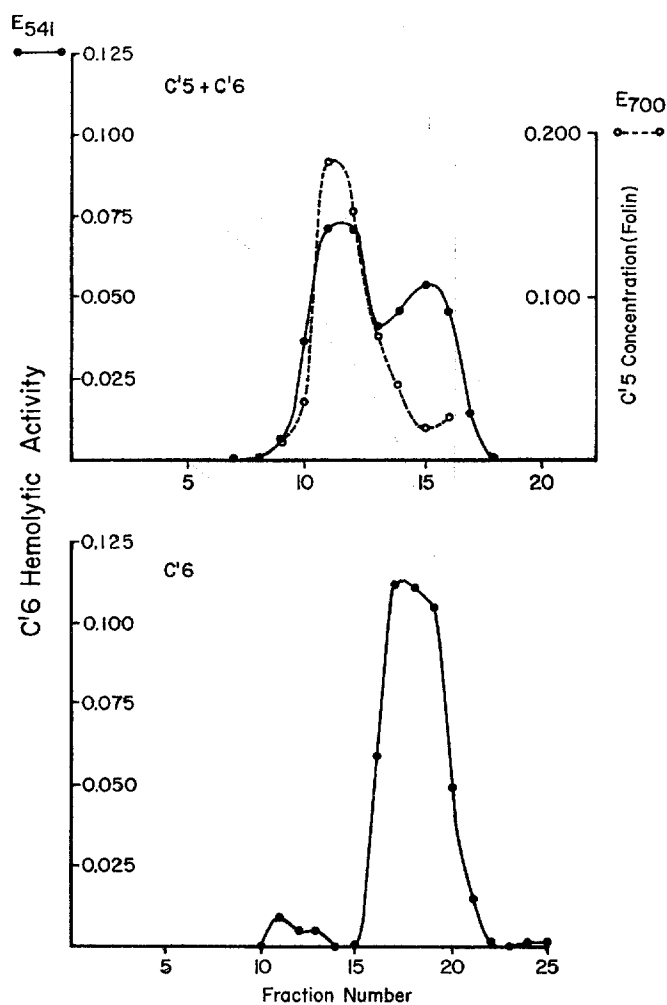 E541
0.125
C'5 + C'6
0.100
0.075
0.050
0.025
5 10 15 20
E700
0.200
0.100
C'5 Concentration (Folin)
C'6 Hemolytic Activity
0.125
C'6
0.100
0.075
0.050
0.025
5 10 15 20 25
Fraction Number